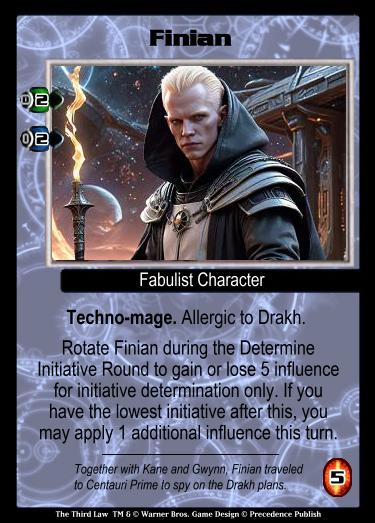 Finian
2
2
Fabulist Character
Techno-mage. Allergic to Drakh.
Rotate Finian during the Determine
Initiative Round to gain or lose 5 influence
for initiative determination only. If you
have the lowest initiative after this, you
may apply 1 additional influence this turn.
Together with Kane and Gwynn, Finian traveled
to Centauri Prime to spy on the Drakh plans.
5
The Third Law TM & © Warner Bros. Game Design © Precedence Publish